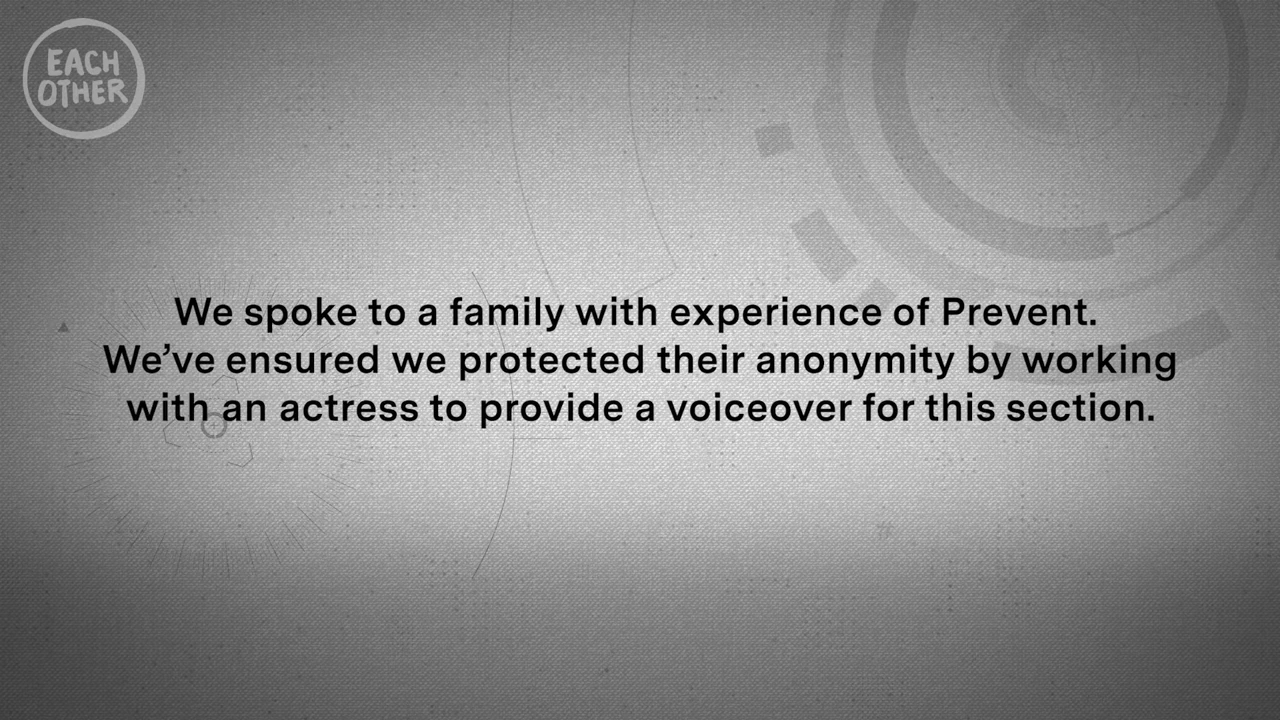 EACH
OTHER
We spoke to a family with experience of Prevent.
We’ve ensured we protected their anonymity by working
with an actress to provide a voiceover for this section.